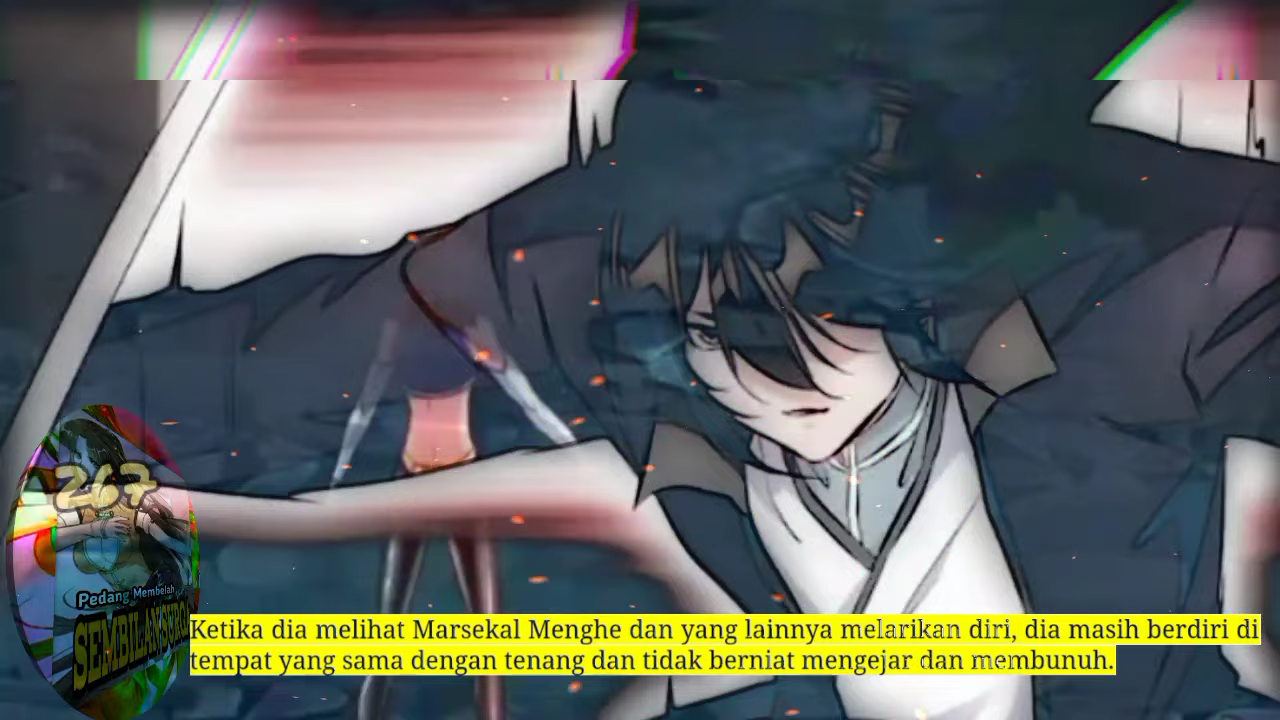 267
Pedang Membelah
SEMBILAN SURGA
Ketika dia melihat Marsekal Menghe dan yang lainnya melarikan diri, dia masih berdiri di
tempat yang sama dengan tenang dan tidak berniat mengejar dan membunuh.